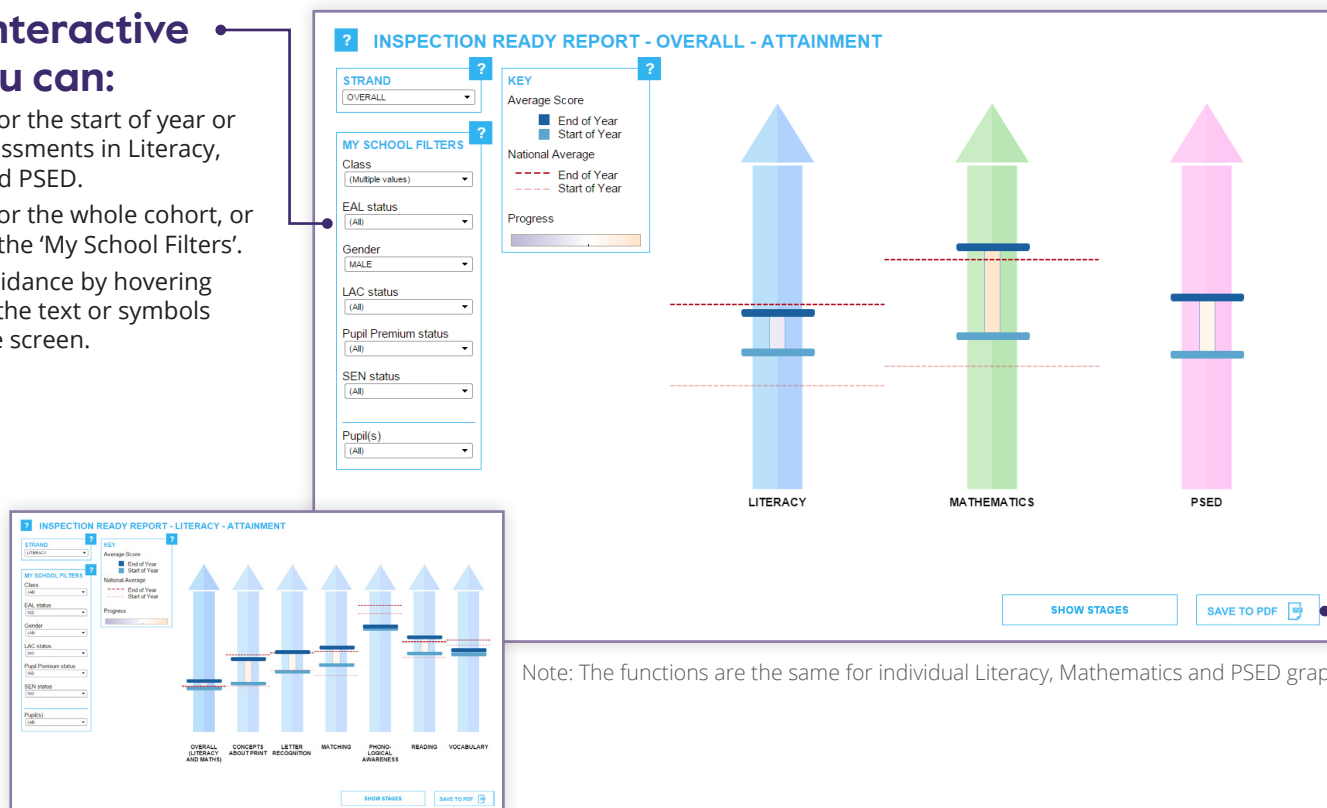 nteractive
u can:
or the start of year or
essments in Literacy,
d PSED.
or the whole cohort, or
the ‘My School Filters’.
idance by hovering
the text or symbols
e screen.
? INSPECTION READY REPORT - OVERALL - ATTAINMENT
?
STRAND
OVERALL
?
MY SCHOOL FILTERS
Class
(Multiple values)
EAL status
(All)
Gender
MALE
LAC status
(All)
Pupil Premium status
(All)
SEN status
(All)
Pupil(s)
(All)
?
KEY
Average Score
End of Year
Start of Year
National Average
End of Year
Start of Year
Progress
LITERACY
MATHEMATICS
PSED
SHOW STAGES
SAVE TO PDF
Note: The functions are the same for individual Literacy, Mathematics and PSED grap
? INSPECTION READY REPORT - LITERACY - ATTAINMENT
?
STRAND
LITERACY
?
MY SCHOOL FILTERS
Class
(All)
EAL status
NO
Gender
(All)
LAC status
NO
Pupil Premium status
NO
SEN status
NO
Pupil(s)
(All)
?
KEY
Average Score
End of Year
Start of Year
National Average
End of Year
Start of Year
Progress
OVERALL
(LITERACY
AND MATHS)
CONCEPTS
ABOUT PRINT
LETTER
RECOGNITION
MATCHING
PHONO-
LOGICAL
AWARENESS
READING
VOCABULARY
SHOW STAGES
SAVE TO PDF